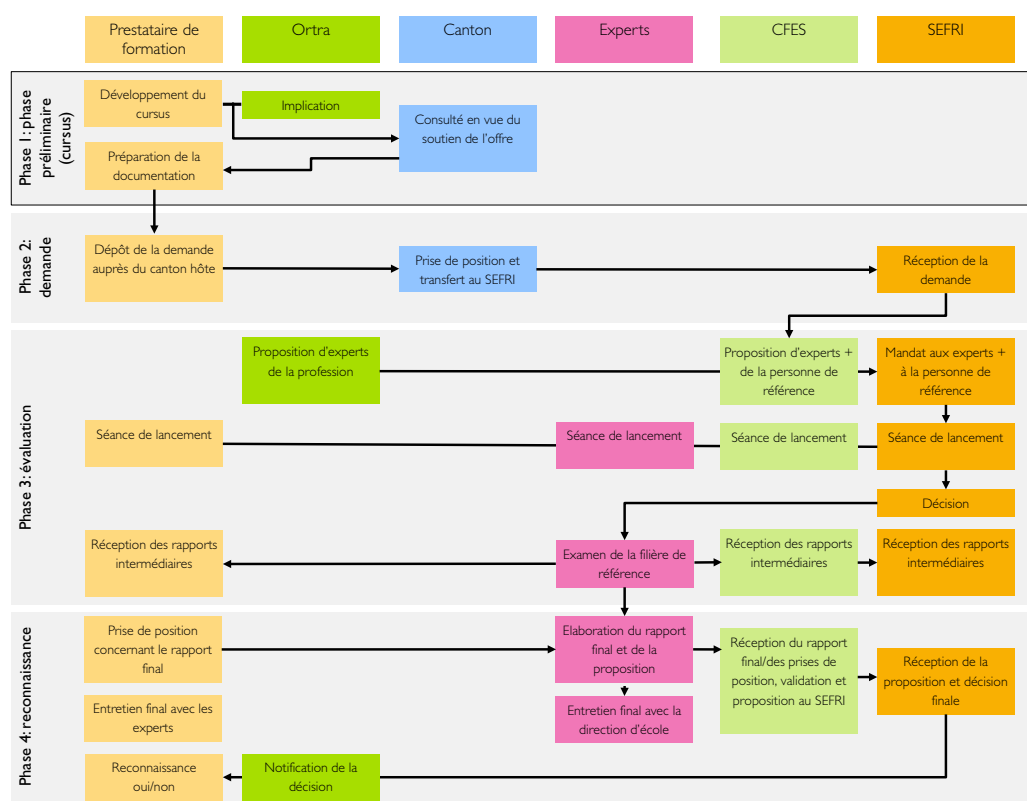 Prestataire de
formation
Ortra
Canton
Experts
CFES
SEFRI
Phase 1: phase
préliminaire
(cursus)
Développement du
cursus
Implication
Consulté en vue du
soutien de l'offre
Préparation de la
documentation
Phase 2:
demande
Dépôt de la demande
auprès du canton hôte
Prise de position et
transfert au SEFRI
Réception de la
demande
Phase 3: évaluation
Proposition d'experts
de la profession
Proposition d'experts +
de la personne de
référence
Mandat aux experts +
à la personne de
référence
Séance de lancement
Séance de lancement
Séance de lancement
Séance de lancement
Décision
Réception des rapports
intermédiaires
Examen de la filière de
référence
Réception des rapports
intermédiaires
Réception des rapports
intermédiaires
Phase 4: reconnaissance
Prise de position
concernant le rapport
final
Elaboration du rapport
final et de la
proposition
Réception du rapport
final/des prises de
position, validation et
proposition au SEFRI
Réception de la
proposition et décision
finale
Entretien final avec les
experts
Entretien final avec la
direction d'école
Reconnaissance
oui/non
Notification de la
décision